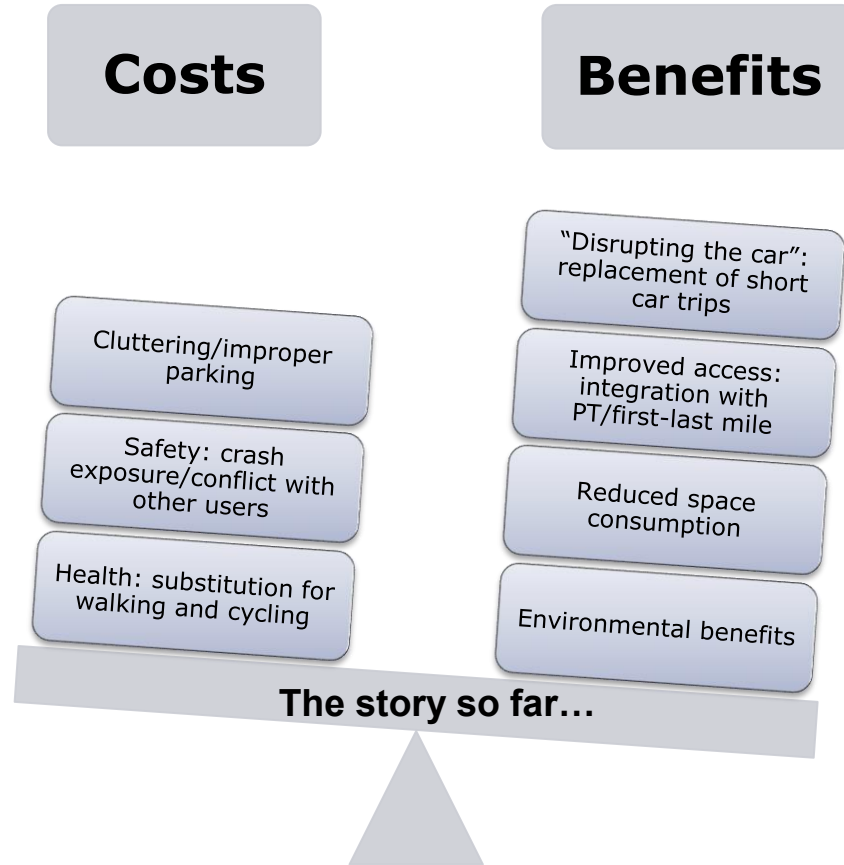 Costs
Benefits
Cluttering/improper
parking
Safety: crash
exposure/conflict with
other users
Health: substitution for
walking and cycling
“Disrupting the car”:
replacement of short
car trips
Improved access:
integration with
PT/first-last mile
Reduced space
consumption
Environmental benefits
The story so far…